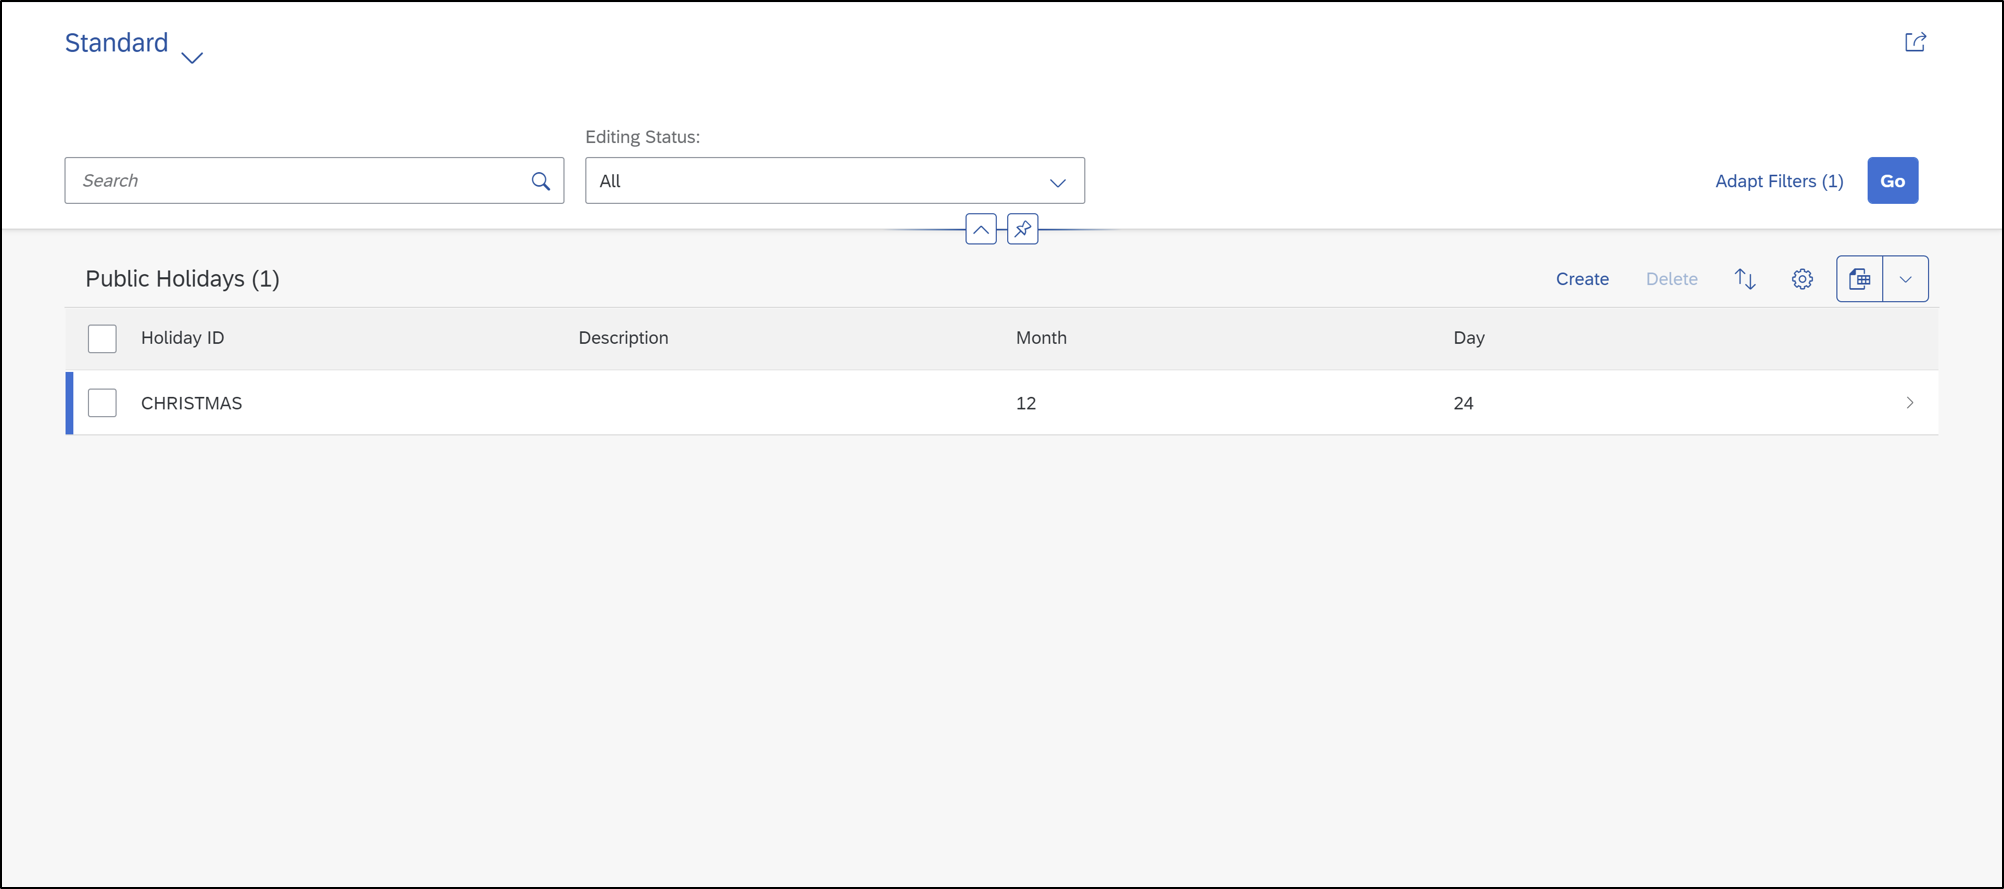 Standard
Editing Status:
Search
All
Adapt Filters (1)
Go
Public Holidays (1)
Create
Delete
Holiday ID
Description
Month
Day
CHRISTMAS
12
24